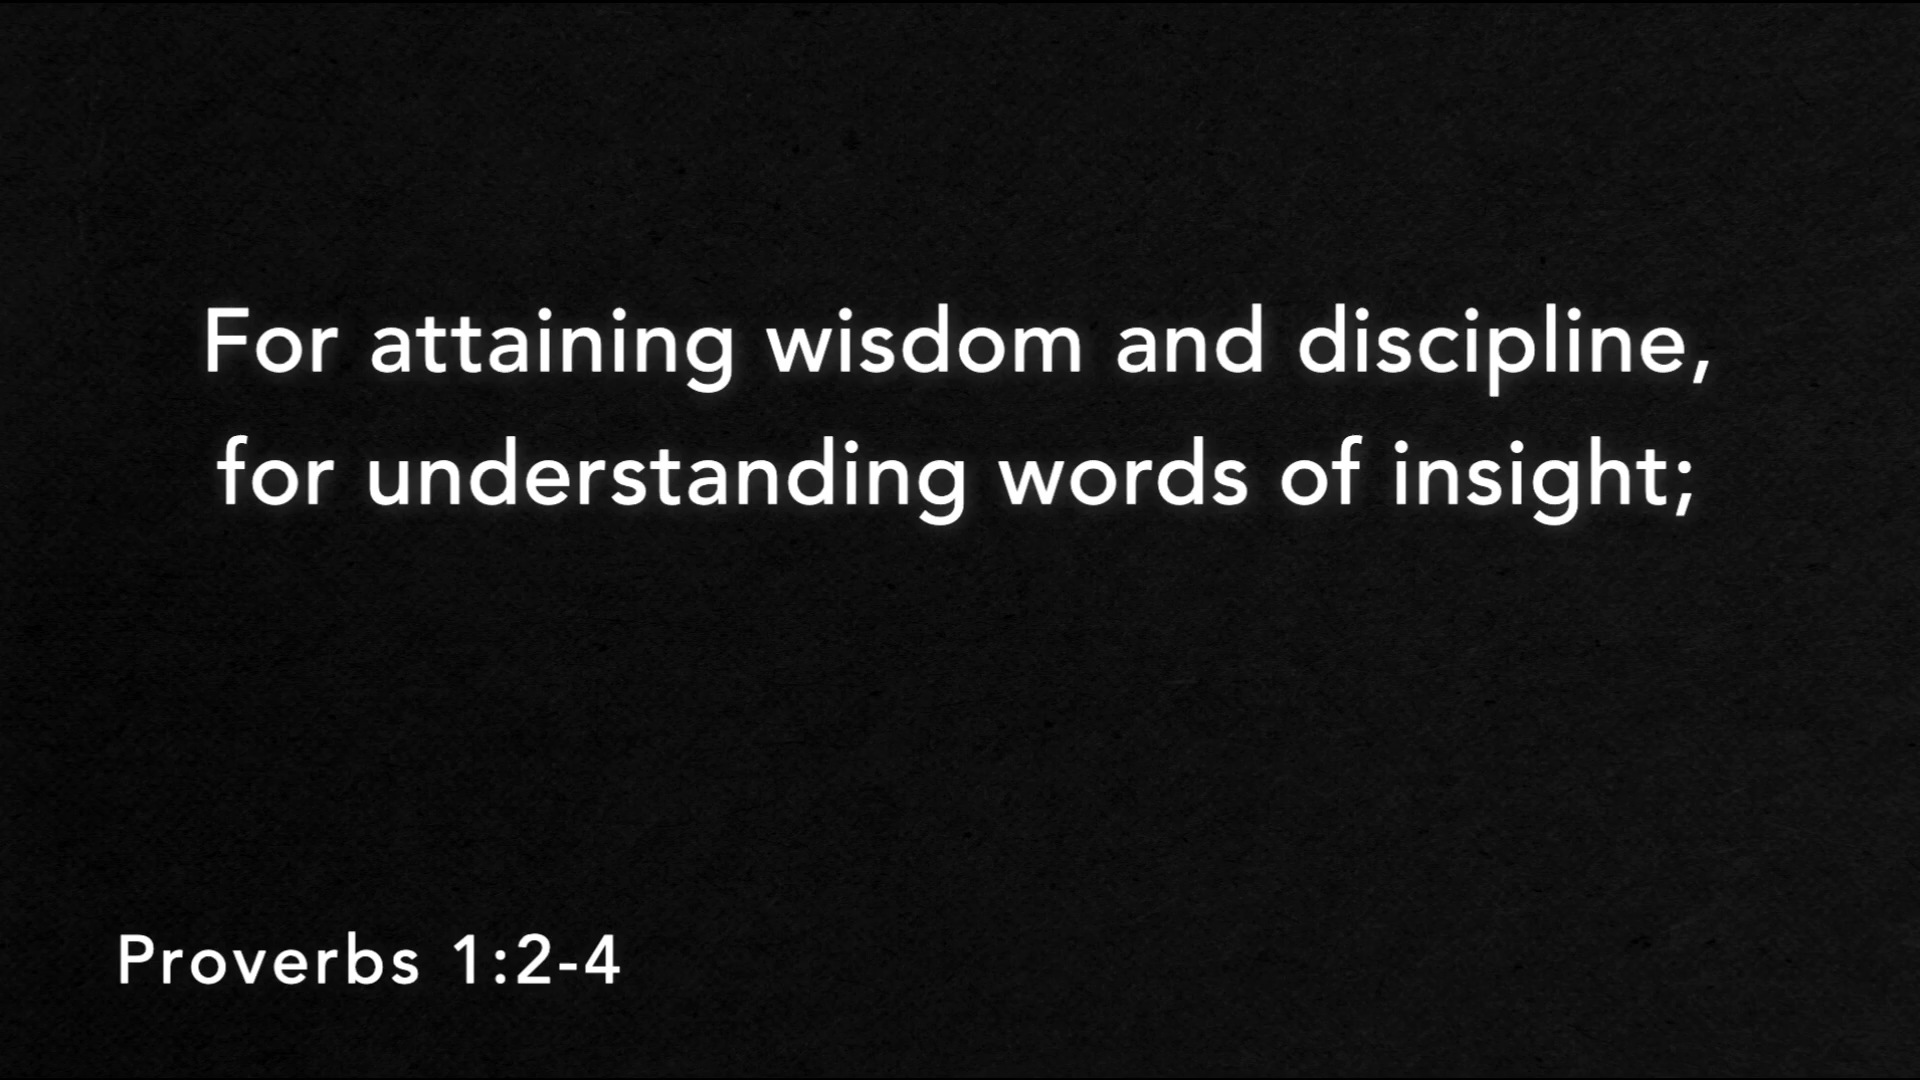 For attaining wisdom and discipline,
for understanding words of insight;
Proverbs 1:2-4